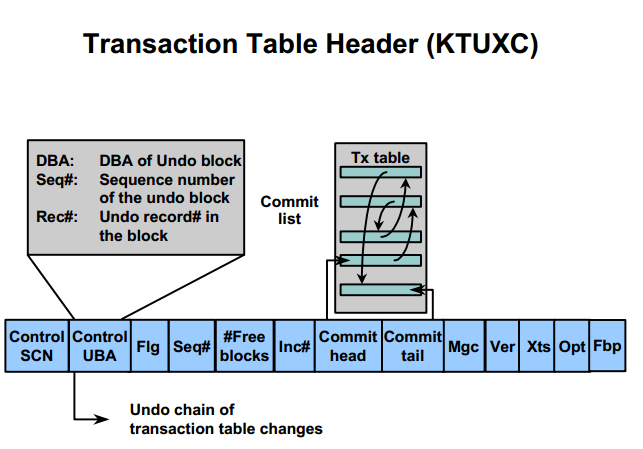 Transaction Table Header (KTUXC)
DBA: DBA of Undo block
Seq#: Sequence number
of the undo block
Rec#: Undo record# in
the block
Commit
list
Tx table
Control
SCN
Control
UBA
Flg
Seq#
#Free
blocks
Inc#
Commit
head
Commit
tail
Mgc
Ver
Xts
Opt
Fbp
Undo chain of
transaction table changes